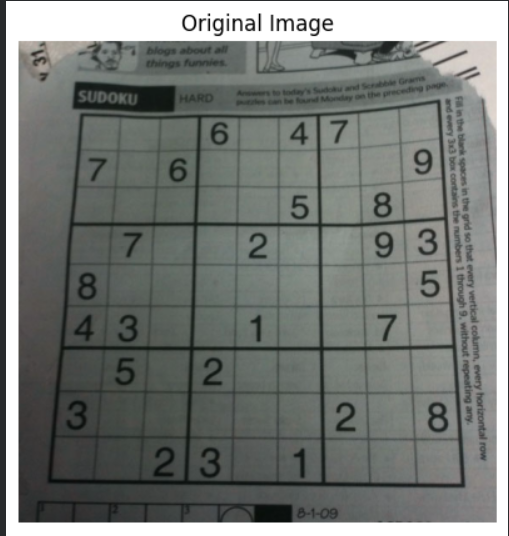 Original Image
blogs about all
things funnies.
SUDOKU HARD
Answers to today's Sudoku and Scrabble Grams
puzzles can be found Monday on the preceding page.
Fill in the blank spaces in the grid so that every vertical column, every horizontal row
and every 3x3 box contains the numbers 1 through 9, without repeating any.
6 4 7
7 6 9
5 8
7 2 9 3
8 5
4 3 1 7
5 2
3 2 8
2 3 1
1 2 3
8-1-09